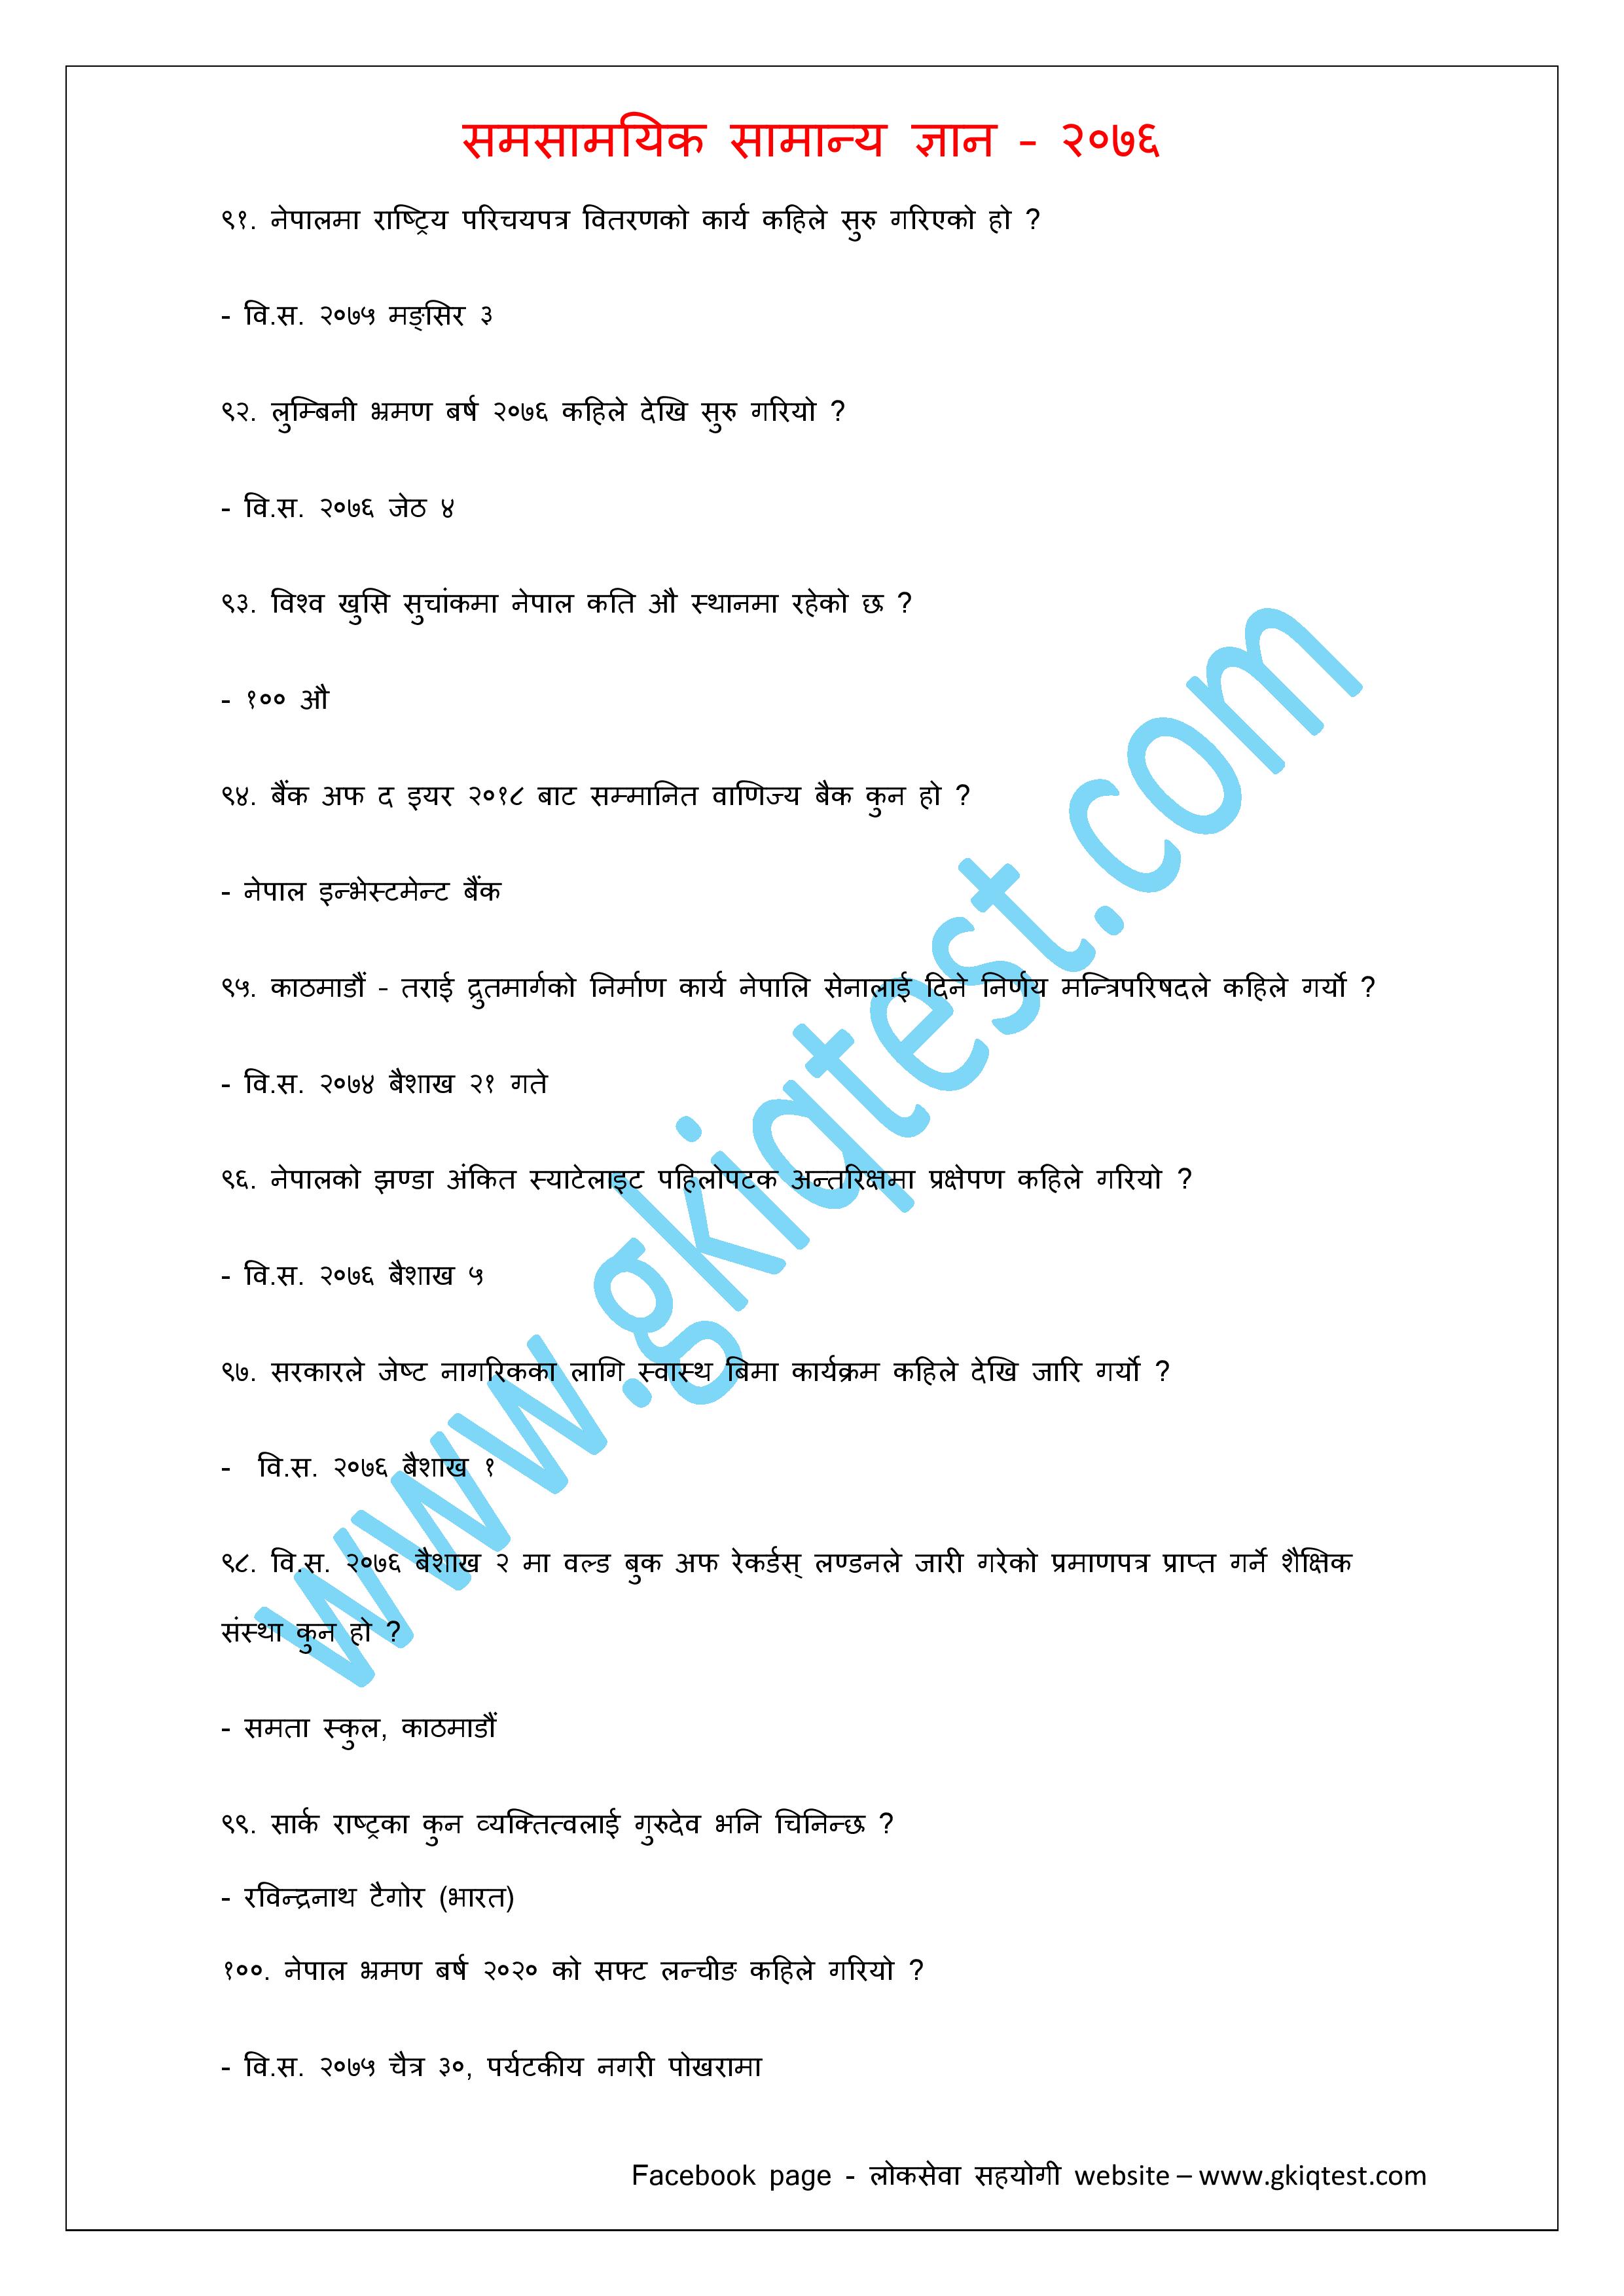 समसामयिक सामान्य ज्ञान - २०७६
९१. नेपालमा राष्ट्रिय परिचयपत्र वितरणको कार्य कहिले सुरु गरिएको हो ?
- वि.स. २०७५ मङ्सिर ३
९२. लुम्बिनी भ्रमण बर्ष २०७६ कहिले देखि सुरु गरियो ?
- वि.स. २०७६ जेठ ४
९३. विश्व खुसि सुचांकमा नेपाल कति औ स्थानमा रहेको छ ?
- १०० औ
९४. बैंक अफ द इयर २०१८ बाट सम्मानित वाणिज्य बैक कुन हो ?
- नेपाल इन्भेस्टमेन्ट बैंक
९५. काठमाडौं - तराई द्रुतमार्गको निर्माण कार्य नेपालि सेनालाई दिने निर्णय मन्त्रिपरिषदले कहिले गर्यो ?
- वि.स. २०७४ बैशाख २१ गते
९६. नेपालको झण्डा अंकित स्याटेलाइट पहिलोपटक अन्तरिक्षमा प्रक्षेपण कहिले गरियो ?
- वि.स. २०७६ बैशाख ५
९७. सरकारले जेष्ट नागरिकका लागि स्वास्थ बिमा कार्यक्रम कहिले देखि जारि गर्यो ?
- वि.स. २०७६ बैशाख १
९८. वि.स. २०७६ बैशाख २ मा वल्ड बुक अफ रेकर्डस् लण्डनले जारी गरेको प्रमाणपत्र प्राप्त गर्ने शैक्षिक
संस्था कुन हो ?
- समता स्कुल, काठमाडौं
९९. सार्क राष्ट्रका कुन व्यक्तित्वलाई गुरुदेव भनि चिनिन्छ ?
- रविन्द्रनाथ टैगोर (भारत)
१००. नेपाल भ्रमण बर्ष २०२० को सफ्ट लन्चीङ कहिले गरियो ?
- वि.स. २०७५ चैत्र ३०, पर्यटकीय नगरी पोखरामा
Facebook page - लोकसेवा सहयोगी website – www.gkiqtest.com
www.gkiqtest.com